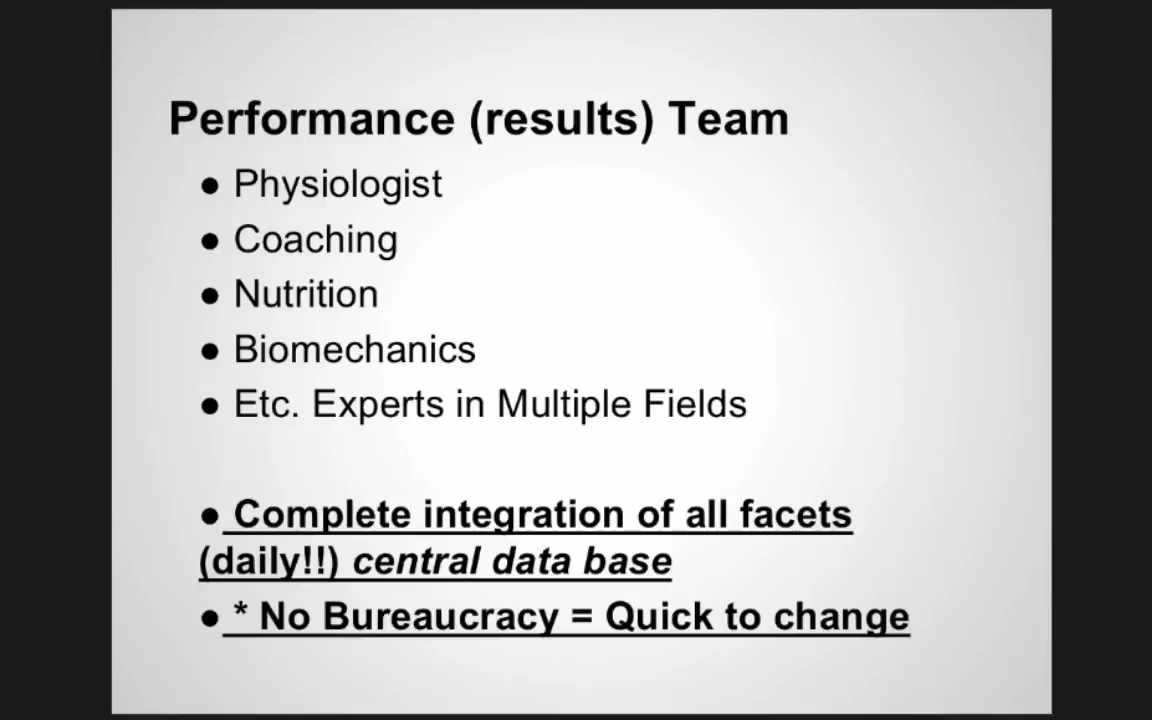 Performance (results) Team
● Physiologist
● Coaching
● Nutrition
● Biomechanics
● Etc. Experts in Multiple Fields
● Complete integration of all facets
(daily!!) central data base
● * No Bureaucracy = Quick to change